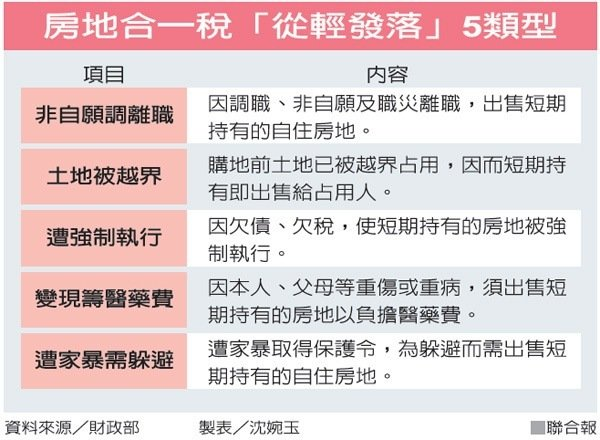 房地合一稅「從輕發落」5類型
項目 内容
非自願調離職 因調職、非自願及職災離職，出售短期
持有的自住房地。
土地被越界 購地前土地已被越界占用，因而短期持
有即出售給占用人。
遭強制執行 因欠債、欠稅，使短期持有的房地被強
制執行。
變現籌醫藥費 因本人、父母等重傷或重病，須出售短
期持有的房地以負擔醫藥費。
遭家暴需躲避 遭家暴取得保護令，為躲避而需出售短
期持有的自住房地。
資料來源／財政部 製表／沈婉玉 ■聯合報